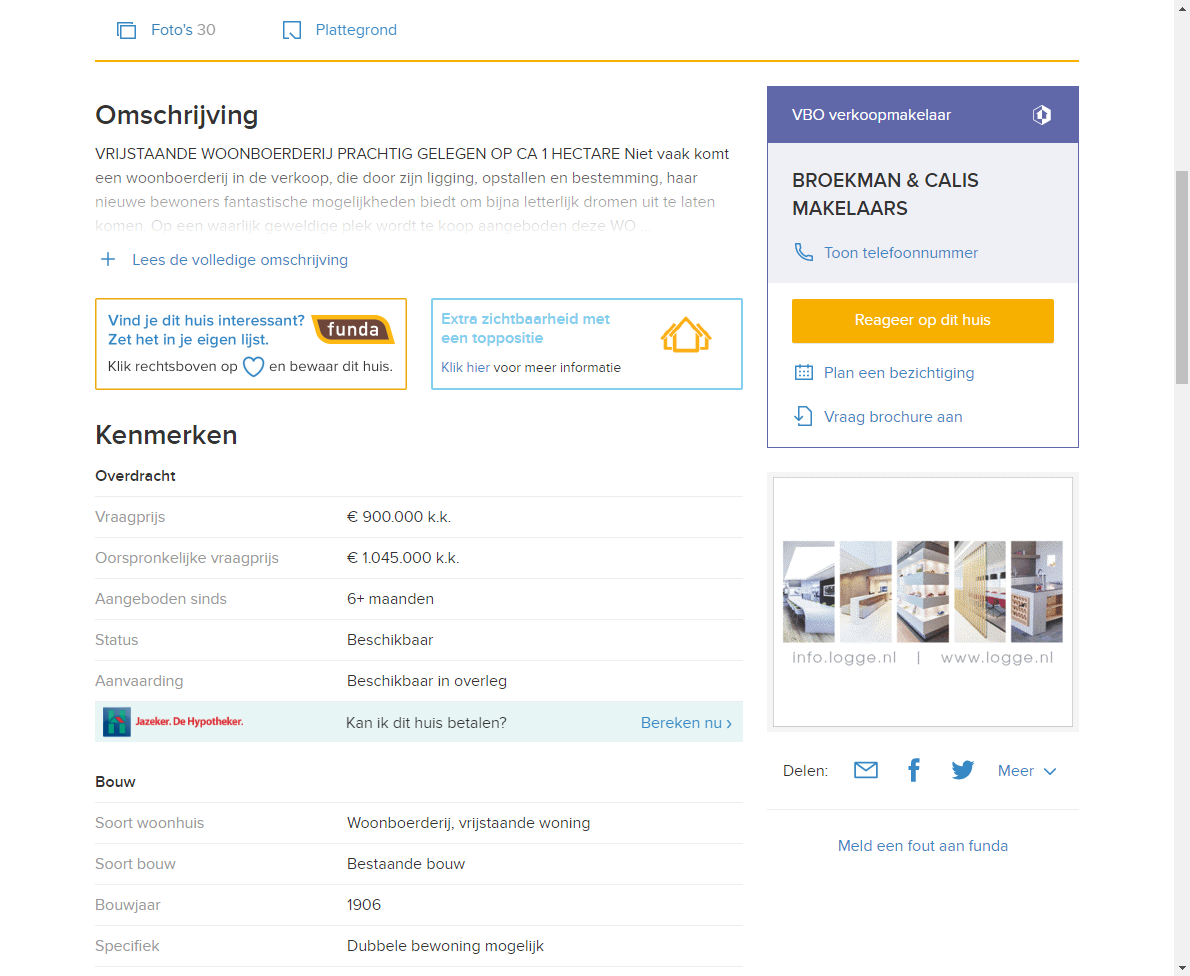 Foto's 30
Plattegrond
Omschrijving
VRIJSTAANDE WOONBOERDERIJ PRACHTIG GELEGEN OP CA 1 HECTARE Niet vaak komt
een woonboerderij in de verkoop, die door zijn ligging, opstallen en bestemming, haar
nieuwe bewoners fantastische mogelijkheden biedt om bijna letterlijk dromen uit te laten
komen. Op een waarlijk geweldige plek wordt te koop aangeboden deze WO ...
+ Lees de volledige omschrijving
Vind je dit huis interessant?
Zet het in je eigen lijst.
funda
Klik rechtsboven op en bewaar dit huis.
Extra zichtbaarheid met
een toppositie
Klik hier voor meer informatie
Kenmerken
Overdracht
Vraagprijs € 900.000 k.k.
Oorspronkelijke vraagprijs € 1.045.000 k.k.
Aangeboden sinds 6+ maanden
Status Beschikbaar
Aanvaarding Beschikbaar in overleg
Jazeker. De Hypotheker. Kan ik dit huis betalen? Bereken nu ›
Bouw
Soort woonhuis Woonboerderij, vrijstaande woning
Soort bouw Bestaande bouw
Bouwjaar 1906
Specifiek Dubbele bewoning mogelijk
VBO verkoopmakelaar
BROEKMAN & CALIS
MAKELAARS
Toon telefoonnummer
Reageer op dit huis
Plan een bezichtiging
Vraag brochure aan
info.logge.nl | www.logge.nl
Delen: Meer
Meld een fout aan funda